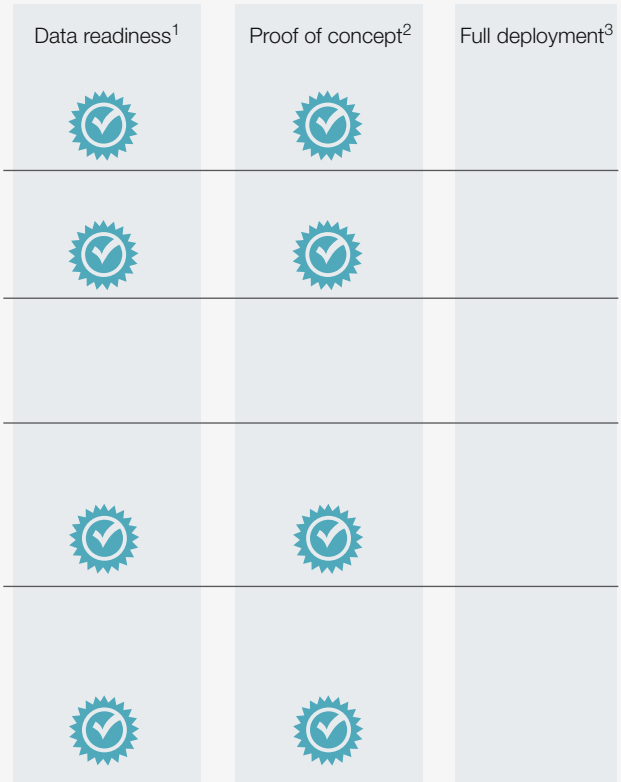 Data readiness¹ Proof of concept² Full deployment³